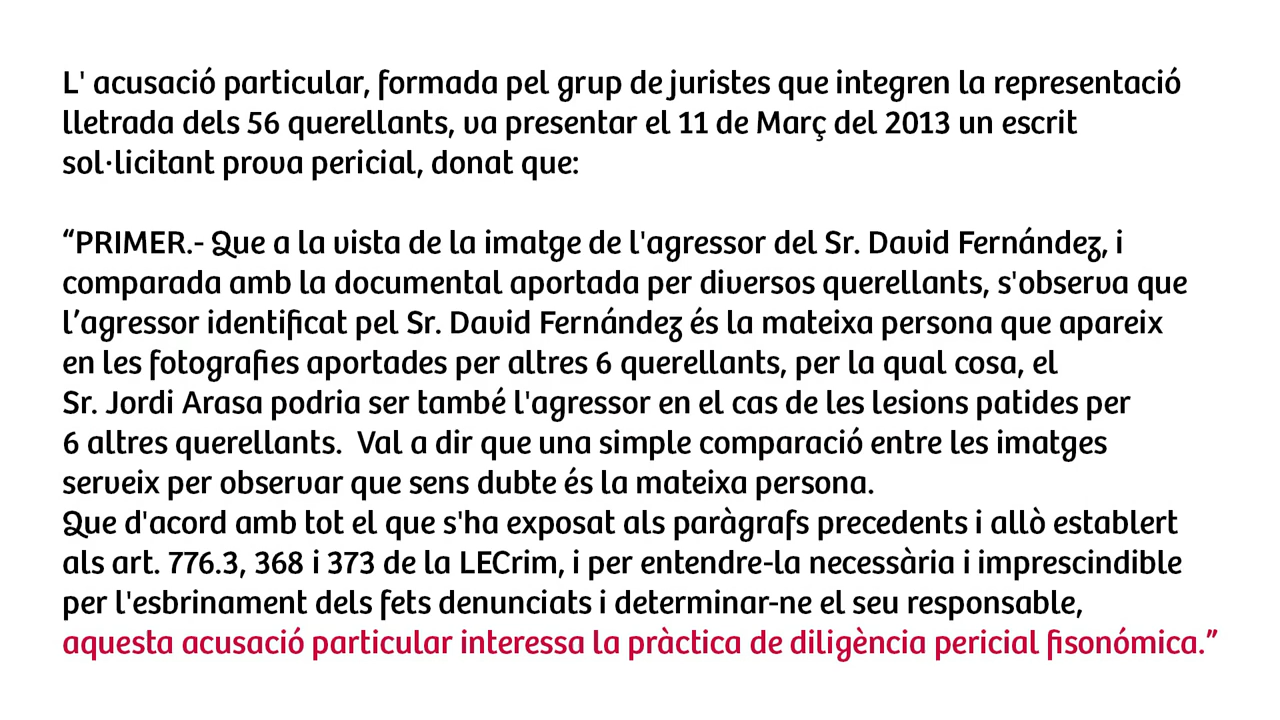 L' acusació particular, formada pel grup de juristes que integren la representació
lletrada dels 56 querellants, va presentar el 11 de Març del 2013 un escrit
sol·licitant prova pericial, donat que:
“PRIMER.- Que a la vista de la imatge de l'agressor del Sr. David Fernández, i
comparada amb la documental aportada per diversos querellants, s'observa que
l’agressor identificat pel Sr. David Fernández és la mateixa persona que apareix
en les fotografies aportades per altres 6 querellants, per la qual cosa, el
Sr. Jordi Arasa podria ser també l'agressor en el cas de les lesions patides per
6 altres querellants.  Val a dir que una simple comparació entre les imatges
serveix per observar que sens dubte és la mateixa persona.
Que d'acord amb tot el que s'ha exposat als paràgrafs precedents i allò establert
als art. 776.3, 368 i 373 de la LECrim, i per entendre-la necessària i imprescindible
per l'esbrinament dels fets denunciats i determinar-ne el seu responsable,
aquesta acusació particular interessa la pràctica de diligència pericial fisonómica.”